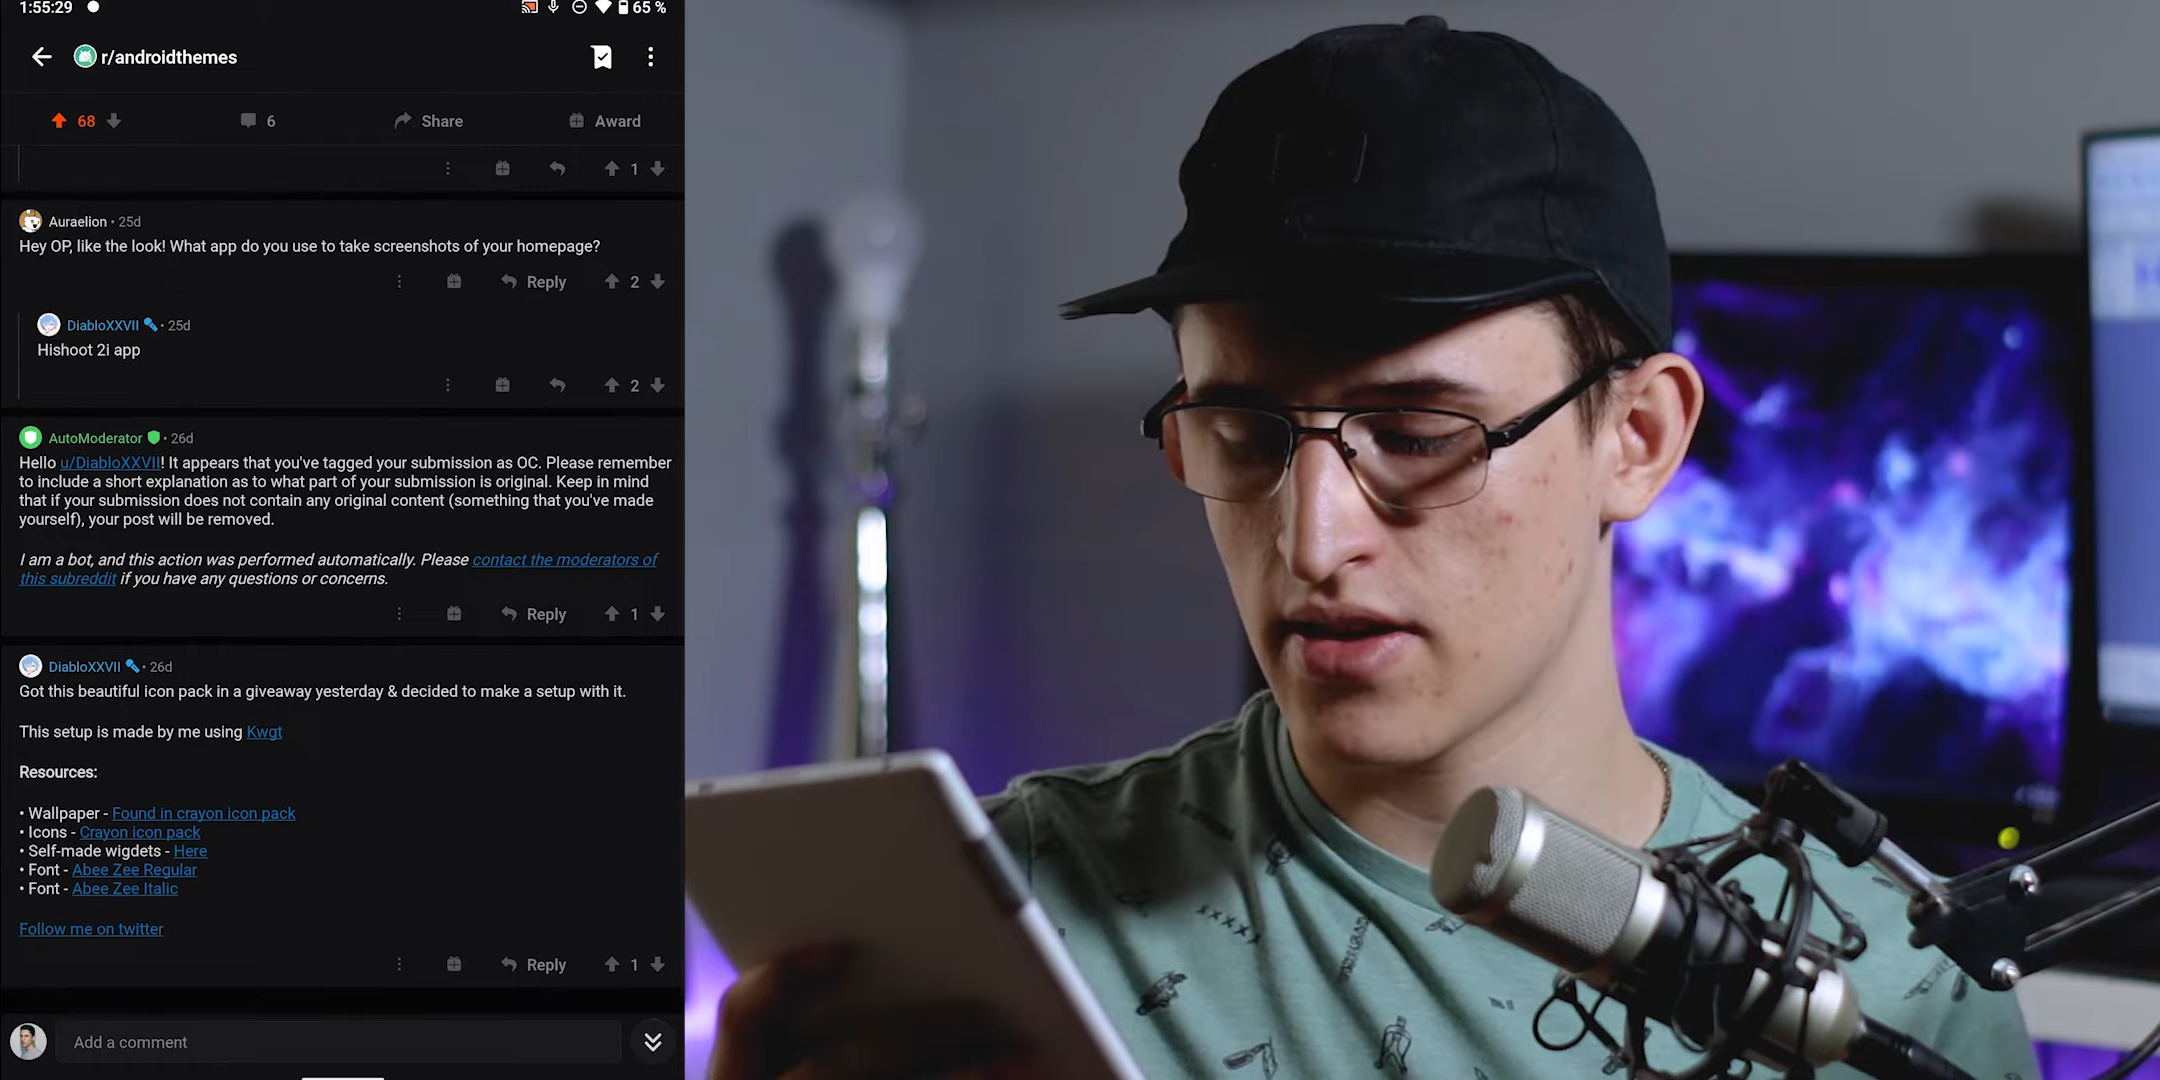 1:55:29 65 %
r/androidthemes
68 6 Share Award
1
Auraelion • 25d
Hey OP, like the look! What app do you use to take screenshots of your homepage?
Reply 2
DiabloXXVII • 25d
Hishoot 2i app
2
AutoModerator • 26d
Hello u/DiabloXXVII! It appears that you've tagged your submission as OC. Please remember
to include a short explanation as to what part of your submission is original. Keep in mind
that if your submission does not contain any original content (something that you've made
yourself), your post will be removed.
I am a bot, and this action was performed automatically. Please contact the moderators of
this subreddit if you have any questions or concerns.
Reply 1
DiabloXXVII • 26d
Got this beautiful icon pack in a giveaway yesterday & decided to make a setup with it.
This setup is made by me using Kwgt
Resources:
• Wallpaper - Found in crayon icon pack
• Icons - Crayon icon pack
• Self-made wigdets - Here
• Font - Abee Zee Regular
• Font - Abee Zee Italic
Follow me on twitter
Reply 1
Add a comment